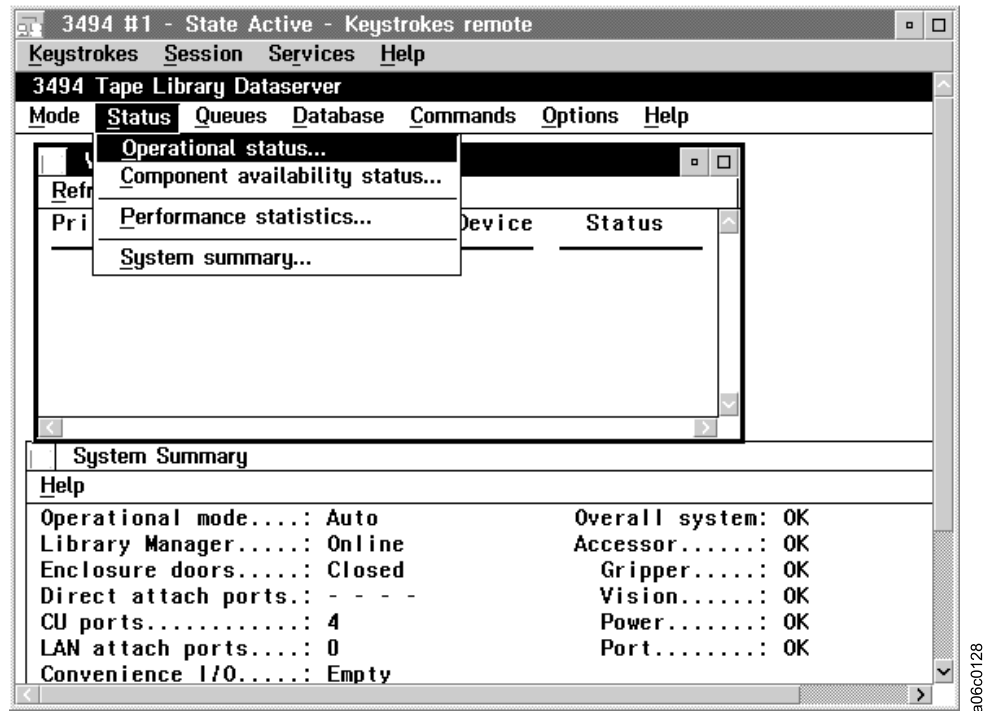 3494 #1 - State Active - Keystrokes remote
Keystrokes Session Services Help
3494 Tape Library Dataserver
Mode Status Queues Database Commands Options Help
Operational status...
Component availability status...
Refr
Performance statistics...
Pri Device Status
System summary...
System Summary
Help
Operational mode....: Auto Overall system: OK
Library Manager.....: Online Accessor......: OK
Enclosure doors.....: Closed Gripper.....: OK
Direct attach ports.: - - - - Vision......: OK
CU ports............: 4 Power.......: OK
LAN attach ports....: 0 Port........: OK
Convenience I/O.....: Empty
a06c0128